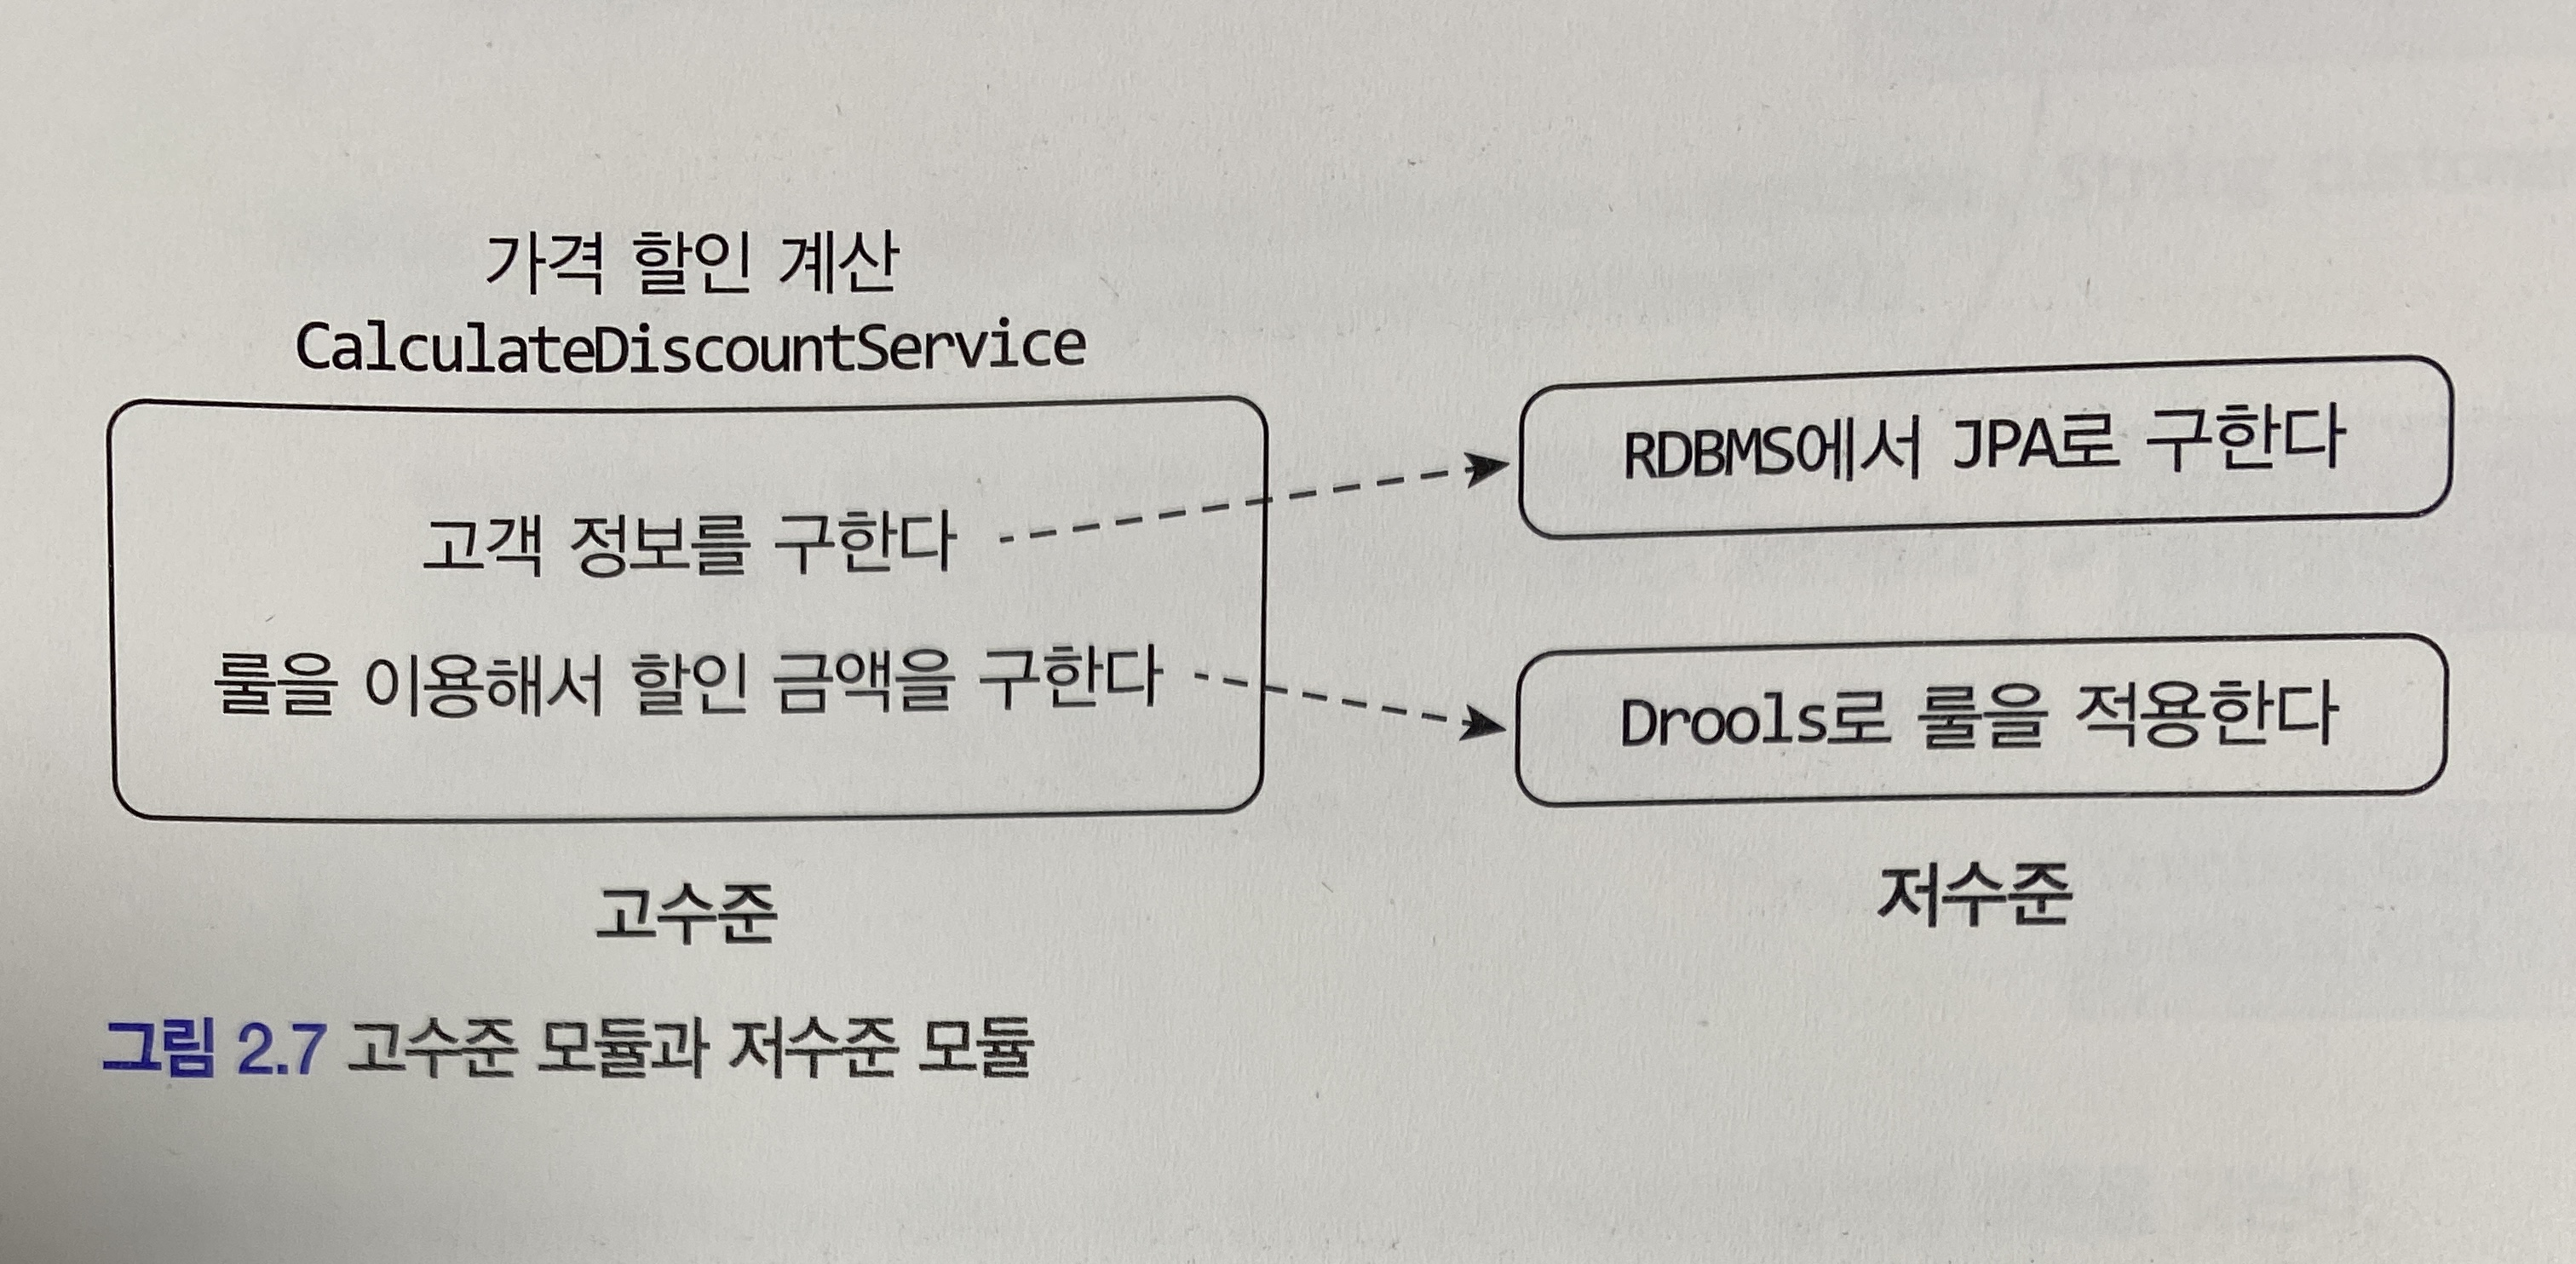 가격 할인 계산
CalculateDiscountService
고객 정보를 구한다
룰을 이용해서 할인 금액을 구한다
고수준
RDBMS에서 JPA로 구한다
Drools로 룰을 적용한다
저수준
그림 2.7 고수준 모듈과 저수준 모듈